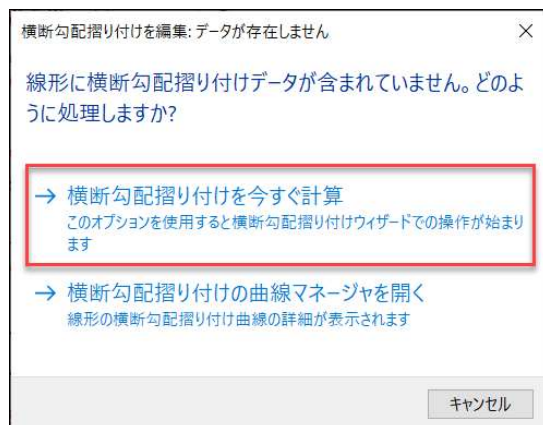 横断勾配摺り付けを編集: データが存在しません
線形に横断勾配摺り付けデータが含まれていません。どのよ
うに処理しますか?
→ 横断勾配摺り付けを今すぐ計算
このオプションを使用すると横断勾配摺り付けウィザードでの操作が始まり
ます
→ 横断勾配摺り付けの曲線マネージャを開く
線形の横断勾配摺り付け曲線の詳細が表示されます
キャンセル